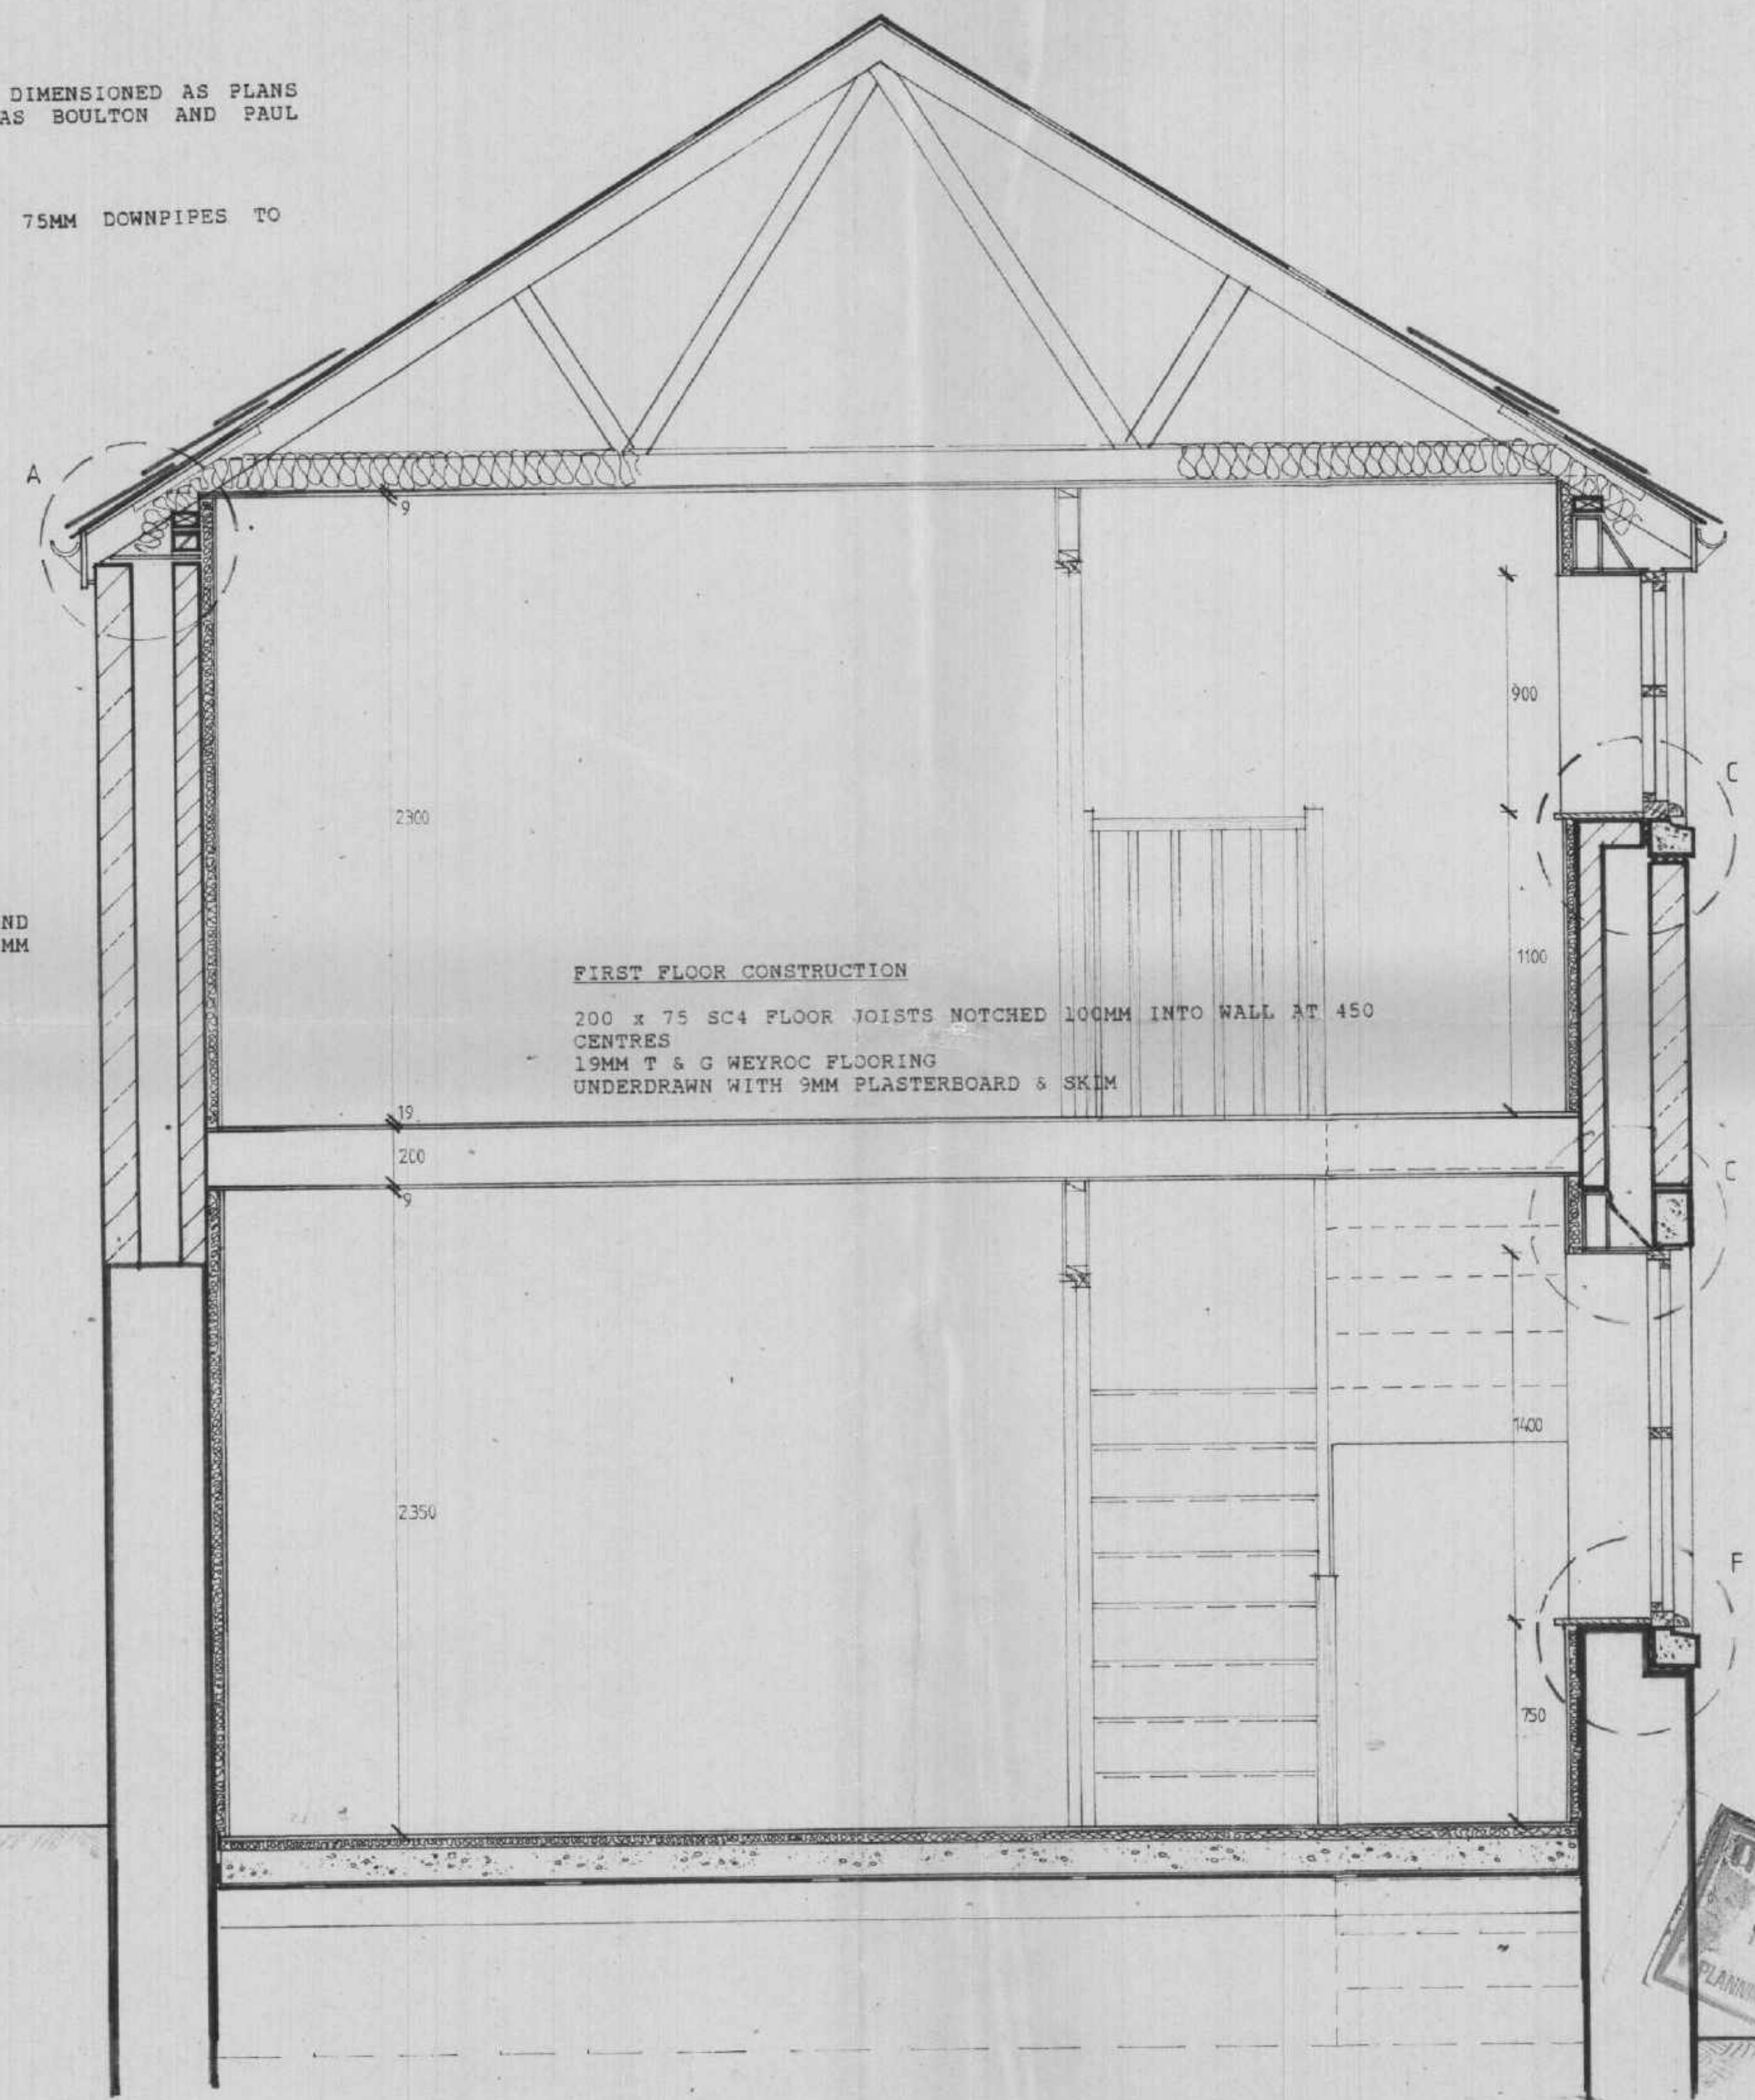 DIMENSIONED AS PLANS
AS BOULTON AND PAUL
75MM DOWNPIPES TO
A
9
900
C
2300
ND
MM
1100
FIRST FLOOR CONSTRUCTION
200 x 75 SC4 FLOOR JOISTS NOTCHED 100MM INTO WALL AT 450
CENTRES
19MM T & G WEYROC FLOORING
UNDERDRAWN WITH 9MM PLASTERBOARD & SKIM
19
200
9
C
1400
2350
F
750